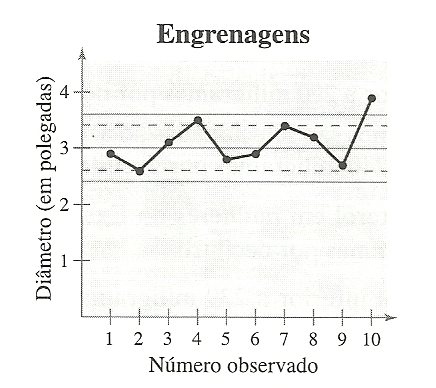 Engrenagens
Diâmetro (em polegadas)
4
3
2
1
1 2 3 4 5 6 7 8 9 10
Número observado